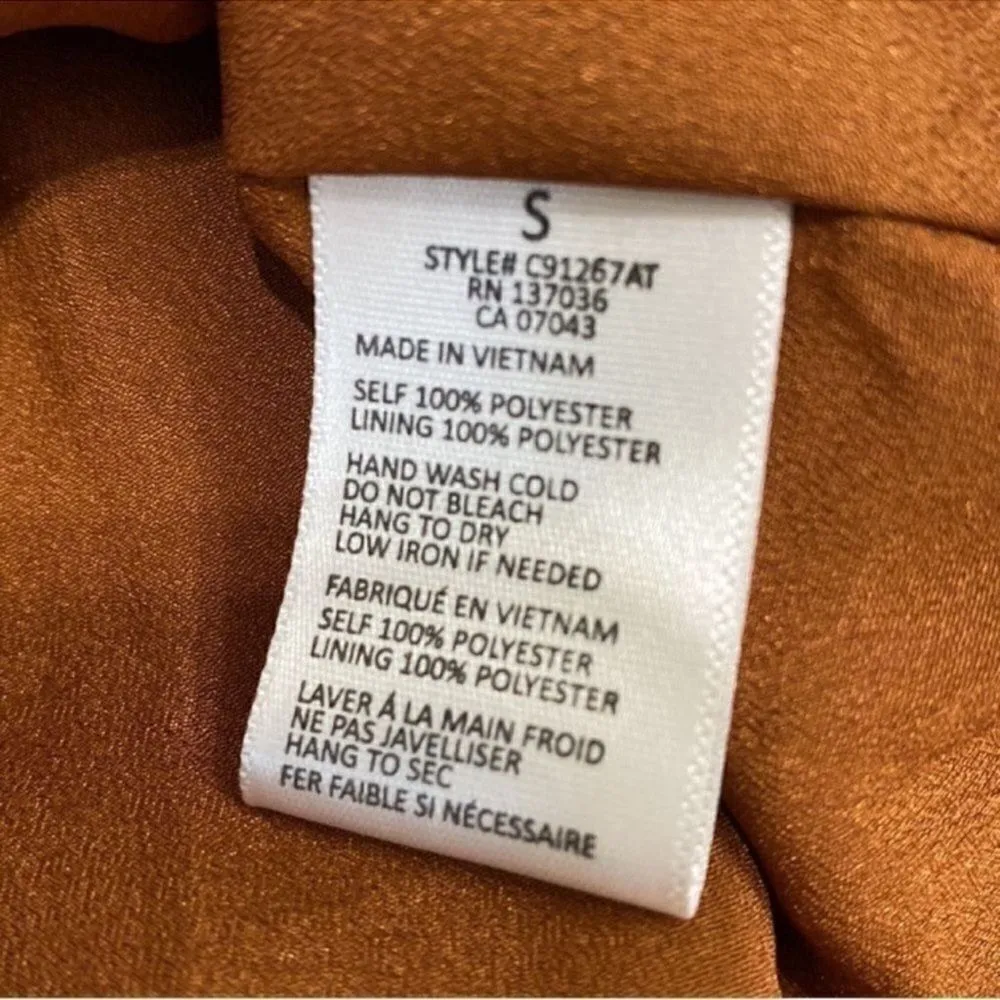 S
STYLE# C91267AT
RN 137036
CA 07043
MADE IN VIETNAM
SELF 100% POLYESTER
LINING 100% POLYESTER
HAND WASH COLD
DO NOT BLEACH
HANG TO DRY
LOW IRON IF NEEDED
FABRIQUÉ EN VIETNAM
SELF 100% POLYESTER
LINING 100% POLYESTER
LAVER Á LA MAIN FROID
NE PAS JAVELLISER
HANG TO SEC
FER FAIBLE SI NÉCESSAIRE